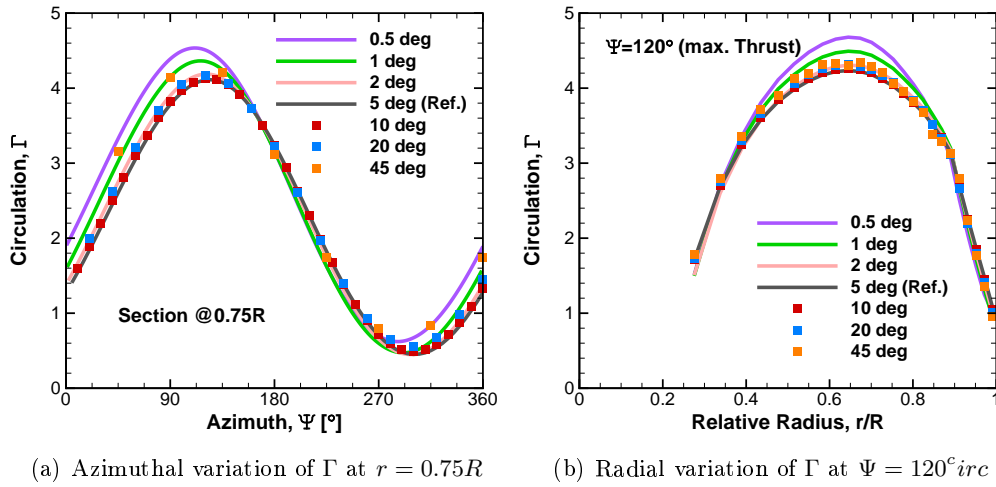 5
4
3
2
1
0
Circulation, Γ
0.5 deg
1 deg
2 deg
5 deg (Ref.)
10 deg
20 deg
45 deg
Section @0.75R
0 90 180 270 360
Azimuth, Ψ [°]
(a) Azimuthal variation of Γ at r = 0.75R
5
4
3
2
1
0
Circulation, Γ
Ψ=120° (max. Thrust)
0.5 deg
1 deg
2 deg
5 deg (Ref.)
10 deg
20 deg
45 deg
0 0.2 0.4 0.6 0.8 1
Relative Radius, r/R
(b) Radial variation of Γ at Ψ = 120^circ